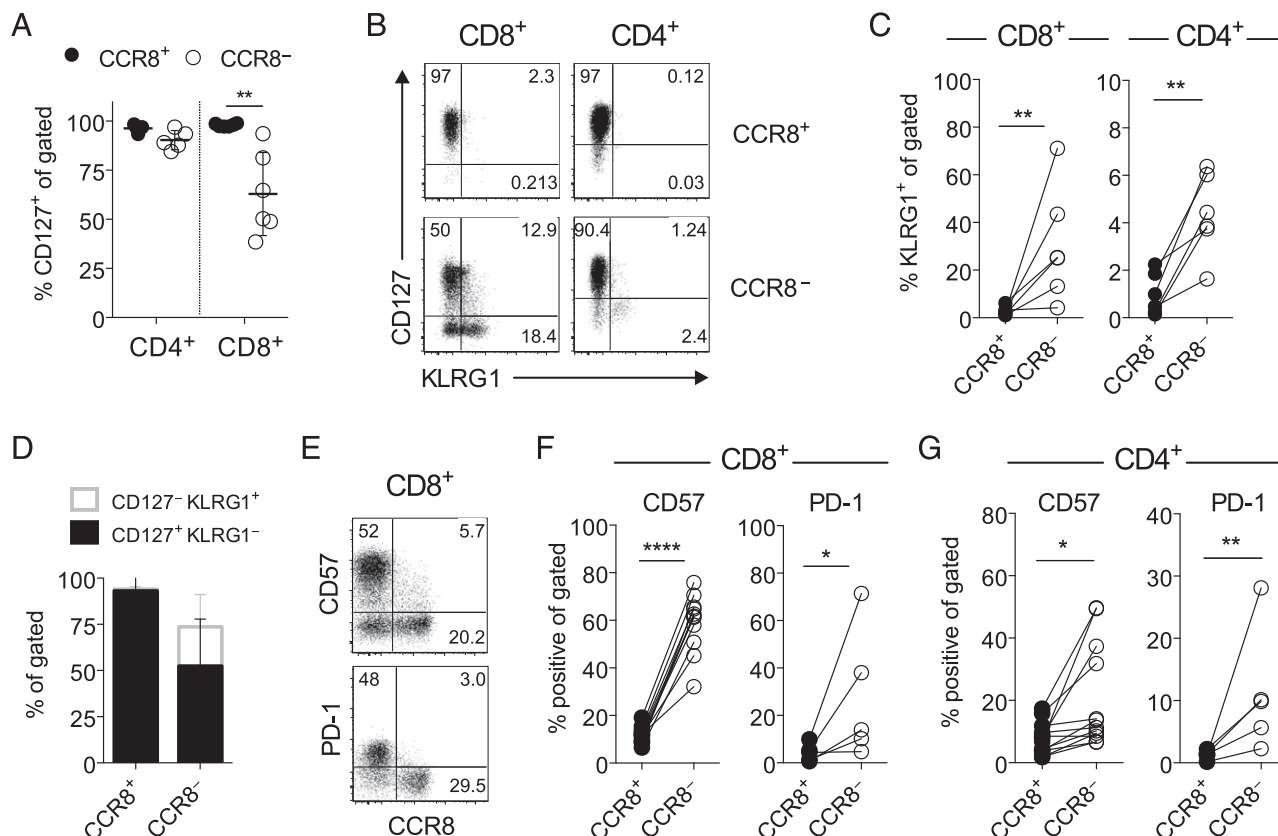 A
CCR8⁺ CCR8⁻
**
% CD127⁺ of gated
100
75
50
25
0
CD4⁺ CD8⁺
B
CD8⁺ CD4⁺
97 2.3 97 0.12
CCR8⁺
0.213 0.03
50 12.9 90.4 1.24
CCR8⁻
18.4 2.4
CD127
KLRG1
C
CD8⁺ CD4⁺
% KLRG1⁺ of gated
100
80
60
40
20
0
**
CCR8⁺ CCR8⁻
8
6
4
2
0
**
CCR8⁺ CCR8⁻
D
CD127⁻ KLRG1⁺
CD127⁺ KLRG1⁻
% of gated
100
75
50
25
0
CCR8⁺ CCR8⁻
E
CD8⁺
CD57
52 5.7
20.2
PD-1
48 3.0
29.5
CCR8
F
CD8⁺
CD57 PD-1
% positive of gated
100
80
60
40
20
0
****
CCR8⁺ CCR8⁻
100
80
60
40
20
0
*
CCR8⁺ CCR8⁻
G
CD4⁺
CD57 PD-1
% positive of gated
80
60
40
20
0
*
CCR8⁺ CCR8⁻
40
30
20
10
0
**
CCR8⁺ CCR8⁻